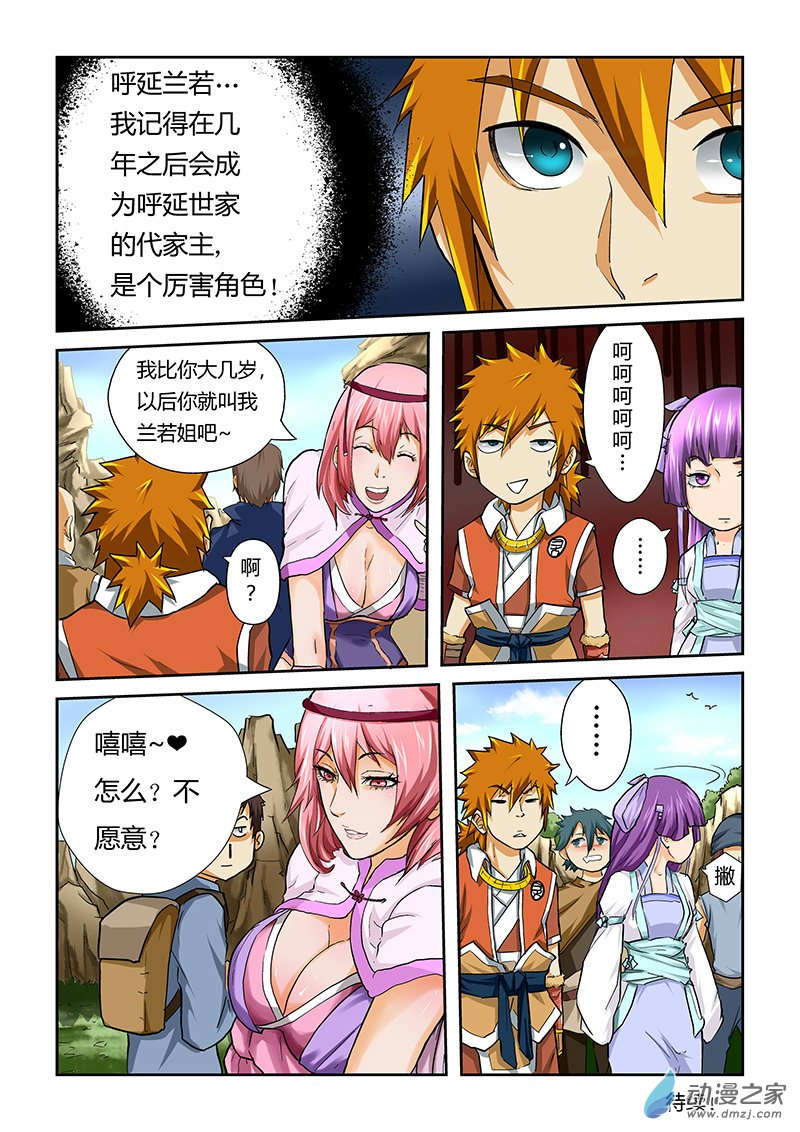 呼延兰若…
我记得在几
年之后会成
为呼延世家
的代家主，
是个厉害角色！
我比你大几岁，
以后你就叫我
兰若姐吧~
啊？
呵呵呵呵呵…
……
嘻嘻~♥
怎么？不
愿意？
……
撇
待续！
动漫之家
www.dmzj.com